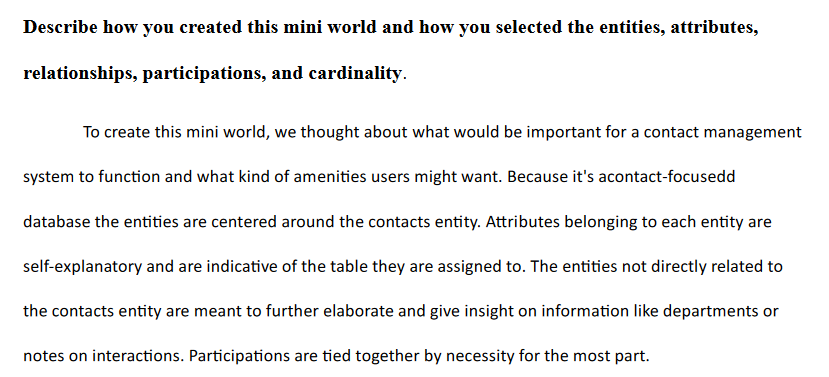 Describe how you created this mini world and how you selected the entities, attributes,
relationships, participations, and cardinality.
To create this mini world, we thought about what would be important for a contact management
system to function and what kind of amenities users might want. Because it's acontact-focusedd
database the entities are centered around the contacts entity. Attributes belonging to each entity are
self-explanatory and are indicative of the table they are assigned to. The entities not directly related to
the contacts entity are meant to further elaborate and give insight on information like departments or
notes on interactions. Participations are tied together by necessity for the most part.